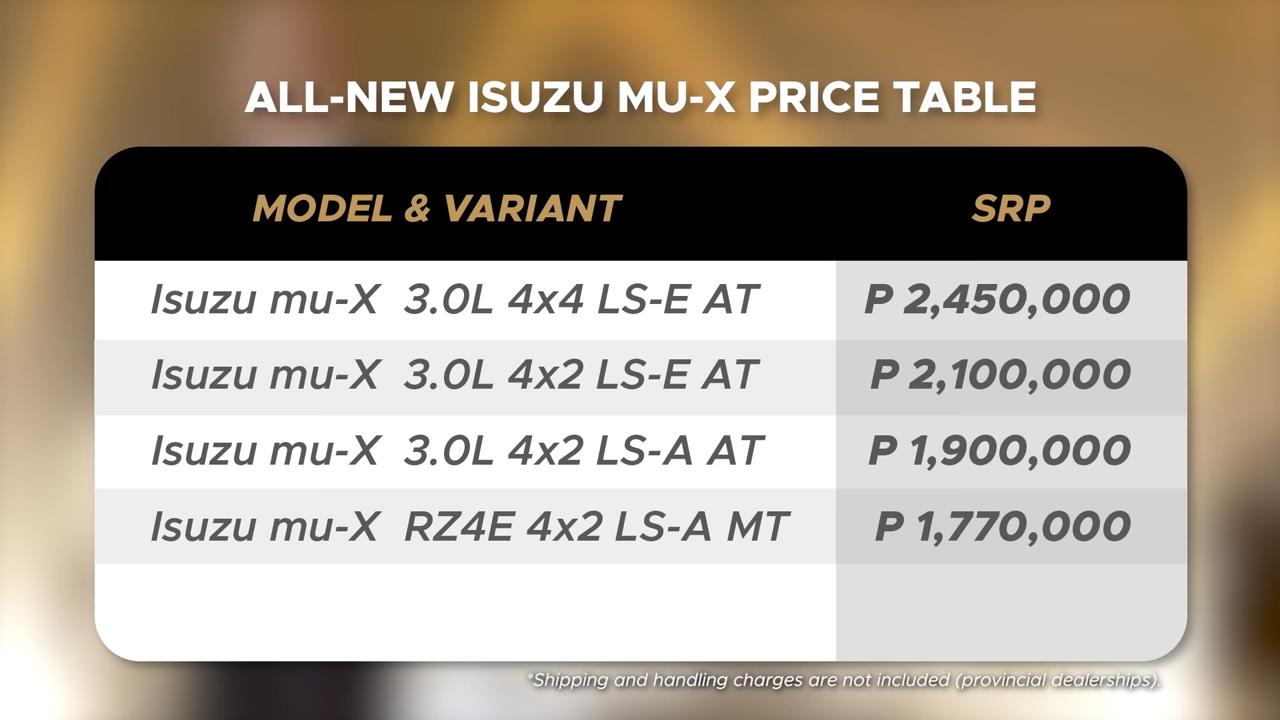 ALL-NEW ISUZU MU-X PRICE TABLE
MODEL & VARIANT SRP
Isuzu mu-X 3.0L 4x4 LS-E AT P 2,450,000
Isuzu mu-X 3.0L 4x2 LS-E AT P 2,100,000
Isuzu mu-X 3.0L 4x2 LS-A AT P 1,900,000
Isuzu mu-X RZ4E 4x2 LS-A MT P 1,770,000
*Shipping and handling charges are not included (provincial dealerships).